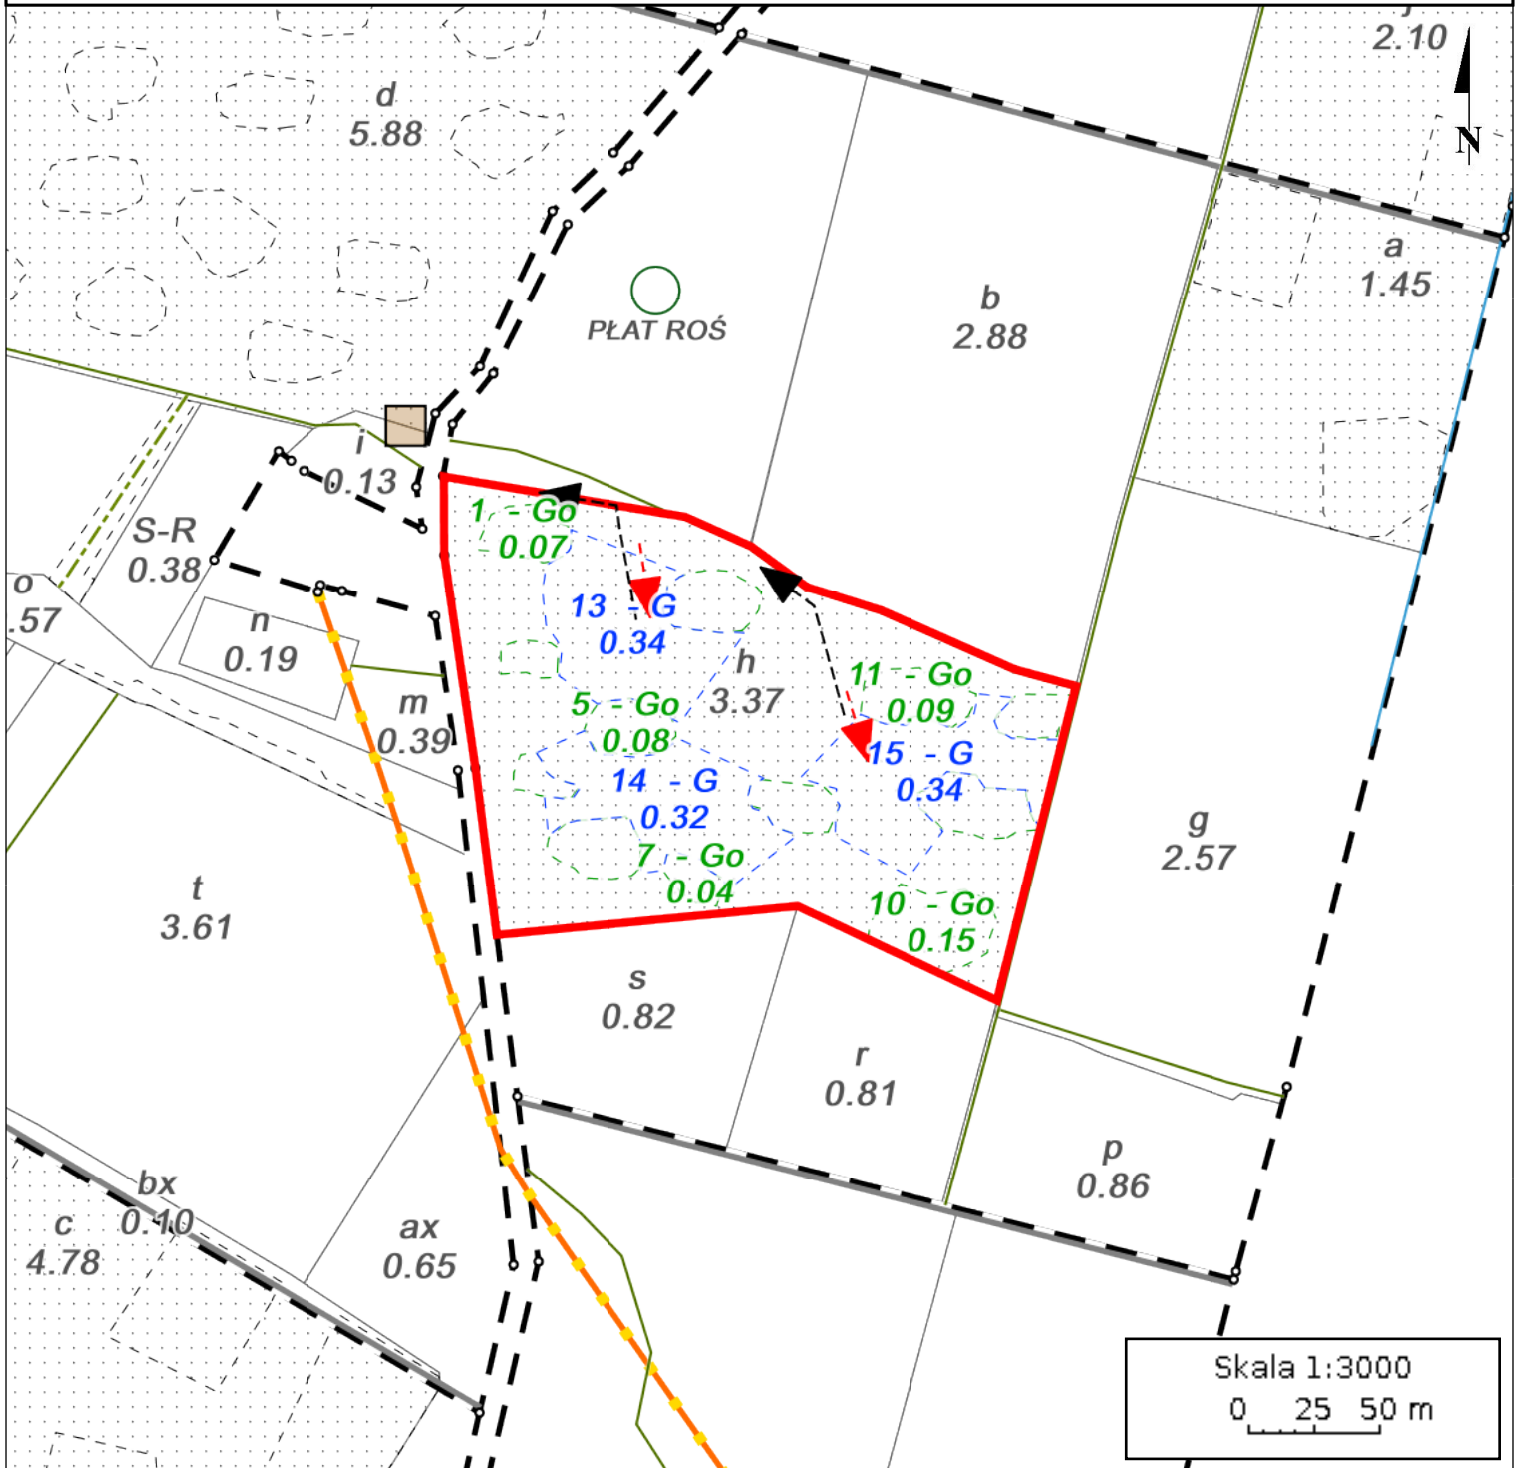 2.10
N
d
5.88
a
1.45
b
2.88
PŁAT ROŚ
i
0.13
S-R
0.38
o
.57
n
0.19
m
0.39
1 - Go
0.07
13 - G
0.34
h
3.37
11 - Go
0.09
5 - Go
0.08
15 - G
0.34
14 - G
0.32
7 - Go
0.04
10 - Go
0.15
g
2.57
t
3.61
s
0.82
r
0.81
p
0.86
bx
0.10
c
4.78
ax
0.65
Skala 1:3000
0 25 50 m